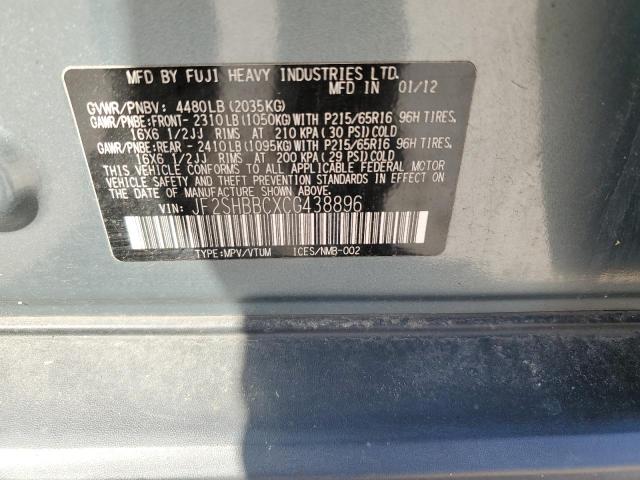 MFD BY FUJI HEAVY INDUSTRIES LTD.
MFD IN 01/12
GVWR/PNBV: 4480LB(2035KG)
GAWR/PNBE:FRONT-2310LB(1050KG)WITH P215/65R16 96H TIRES.
16X6 1/2JJ RIMS AT 210 KPA(30 PSI)COLD
GAWR/PNBE:REAR -2410LB(1095KG)WITH P215/65R16 96H TIRES.
16X6 1/2JJ RIMS AT 200 KPA(29 PSI)COLD
THIS VEHICLE CONFORMS TO ALL APPLICABLE FEDERAL MOTOR
VEHICLE SAFETY AND THEFT PREVENTION STANDARDS IN EFFECT
ON THE DATE OF MANUFACTURE SHOWN ABOVE.
VIN: JF2SHBBCXCG438896
TYPE:MPV/VTUM ICES/NMB-002